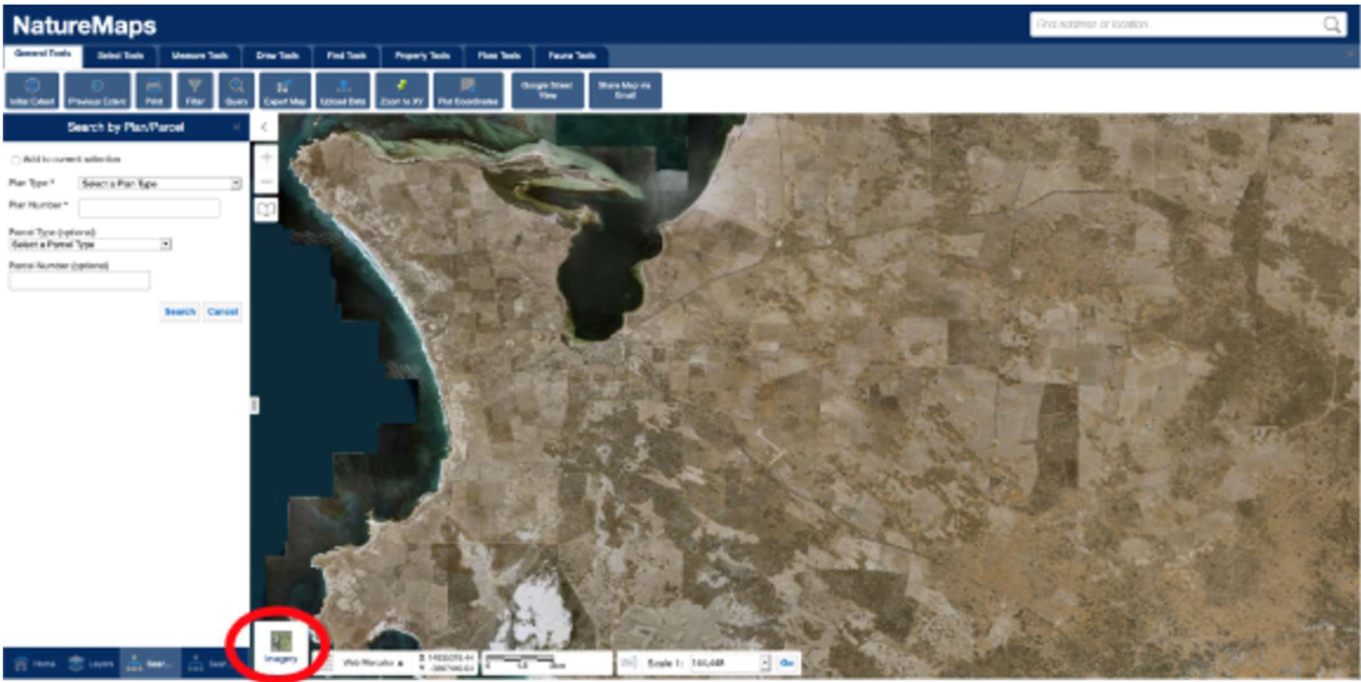 NatureMaps
Find address or location...
General Tools Select Tools Measure Tools Draw Tools Find Tools Property Tools Flora Tools Fauna Tools
Initial Extent Previous Extent Print Filter Query Export Map Upload Data Zoom to XY Plot Coordinates Google Street View Share Map via Email
Search by Plan/Parcel
Add to current selection
Plan Type * Select a Plan Type
Plan Number *
Parcel Type (optional)
Select a Parcel Type
Parcel Number (optional)
Search Cancel
Imagery
Home Layers Sear... Sear...
Web Mercator
Scale 1: Go